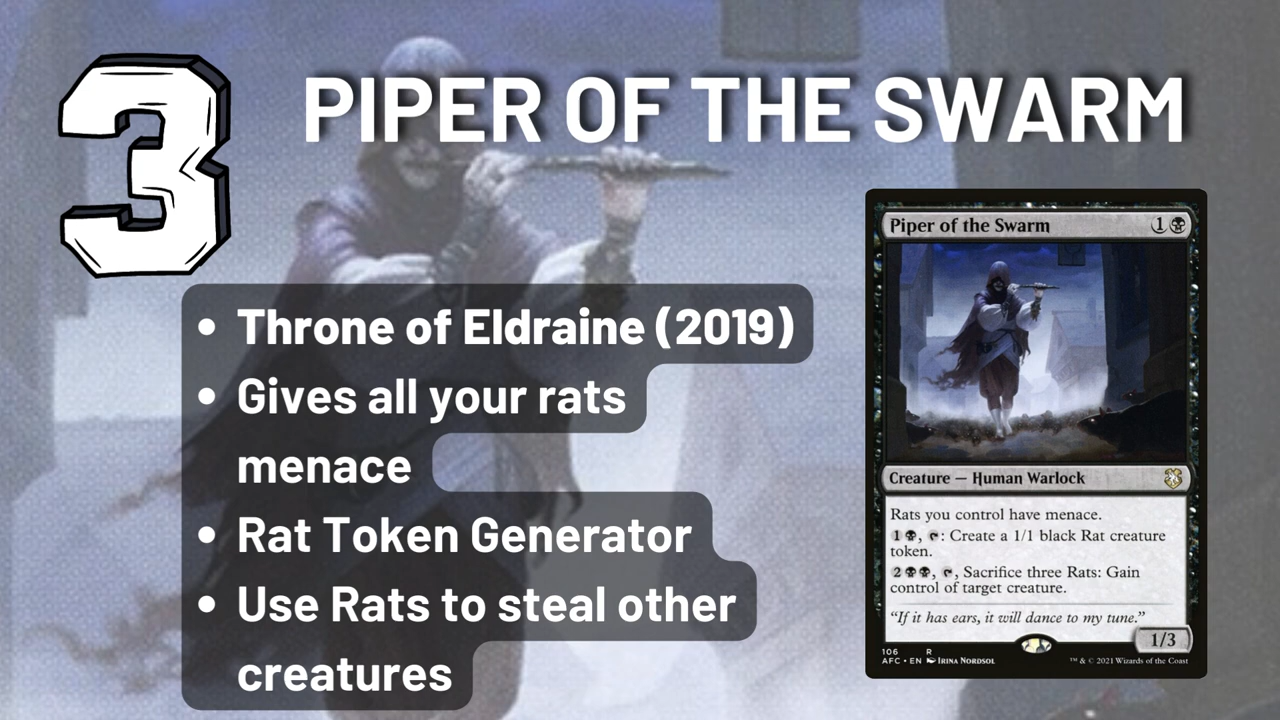 3
PIPER OF THE SWARM
• Throne of Eldraine (2019)
• Gives all your rats
menace
• Rat Token Generator
• Use Rats to steal other
creatures
Piper of the Swarm 1
Creature — Human Warlock
Rats you control have menace.
1, : Create a 1/1 black Rat creature
token.
2, , Sacrifice three Rats: Gain
control of target creature.
“If it has ears, it will dance to my tune.”
1/3
106 R
AFC • EN IRINA NORDSOL
™ & © 2021 Wizards of the Coast